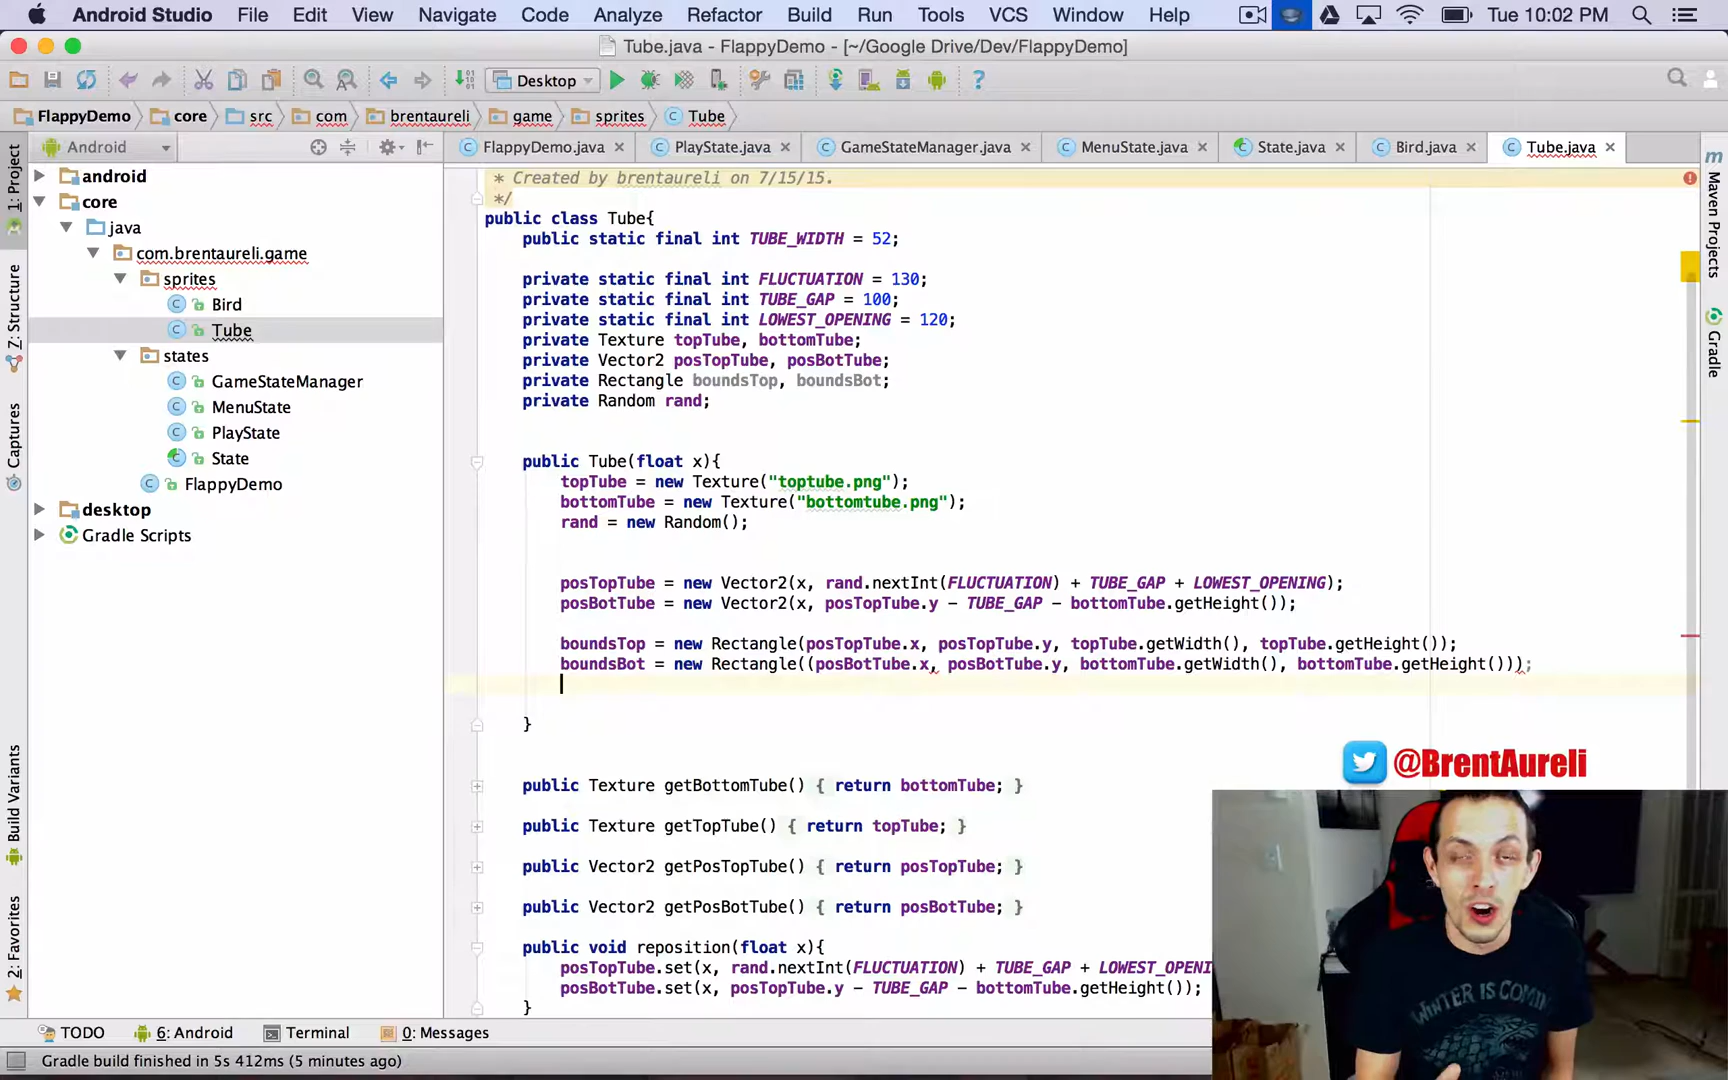 Android Studio File Edit View Navigate Code Analyze Refactor Build Run Tools VCS Window Help Tue 10:02 PM
Tube.java - FlappyDemo - [~/Google Drive/Dev/FlappyDemo]
Desktop
FlappyDemo core src com brentaureli game sprites Tube
Android
FlappyDemo.java PlayState.java GameStateManager.java MenuState.java State.java Bird.java Tube.java
1: Project
Z: Structure
Captures
Build Variants
2: Favorites
android
core
java
com.brentaureli.game
sprites
Bird
Tube
states
GameStateManager
MenuState
PlayState
State
FlappyDemo
desktop
Gradle Scripts
* Created by brentaureli on 7/15/15.
*/
public class Tube{
public static final int TUBE_WIDTH = 52;
private static final int FLUCTUATION = 130;
private static final int TUBE_GAP = 100;
private static final int LOWEST_OPENING = 120;
private Texture topTube, bottomTube;
private Vector2 posTopTube, posBotTube;
private Rectangle boundsTop, boundsBot;
private Random rand;
public Tube(float x){
topTube = new Texture("toptube.png");
bottomTube = new Texture("bottomtube.png");
rand = new Random();
posTopTube = new Vector2(x, rand.nextInt(FLUCTUATION) + TUBE_GAP + LOWEST_OPENING);
posBotTube = new Vector2(x, posTopTube.y - TUBE_GAP - bottomTube.getHeight());
boundsTop = new Rectangle(posTopTube.x, posTopTube.y, topTube.getWidth(), topTube.getHeight());
boundsBot = new Rectangle((posBotTube.x, posBotTube.y, bottomTube.getWidth(), bottomTube.getHeight()));
}
public Texture getBottomTube() { return bottomTube; }
public Texture getTopTube() { return topTube; }
public Vector2 getPosTopTube() { return posTopTube; }
public Vector2 getPosBotTube() { return posBotTube; }
public void reposition(float x){
posTopTube.set(x, rand.nextInt(FLUCTUATION) + TUBE_GAP + LOWEST_OPENI
posBotTube.set(x, posTopTube.y - TUBE_GAP - bottomTube.getHeight());
}
Maven Projects
Gradle
@BrentAureli
WINTER IS COMING
TODO 6: Android Terminal 0: Messages
Gradle build finished in 5s 412ms (5 minutes ago)